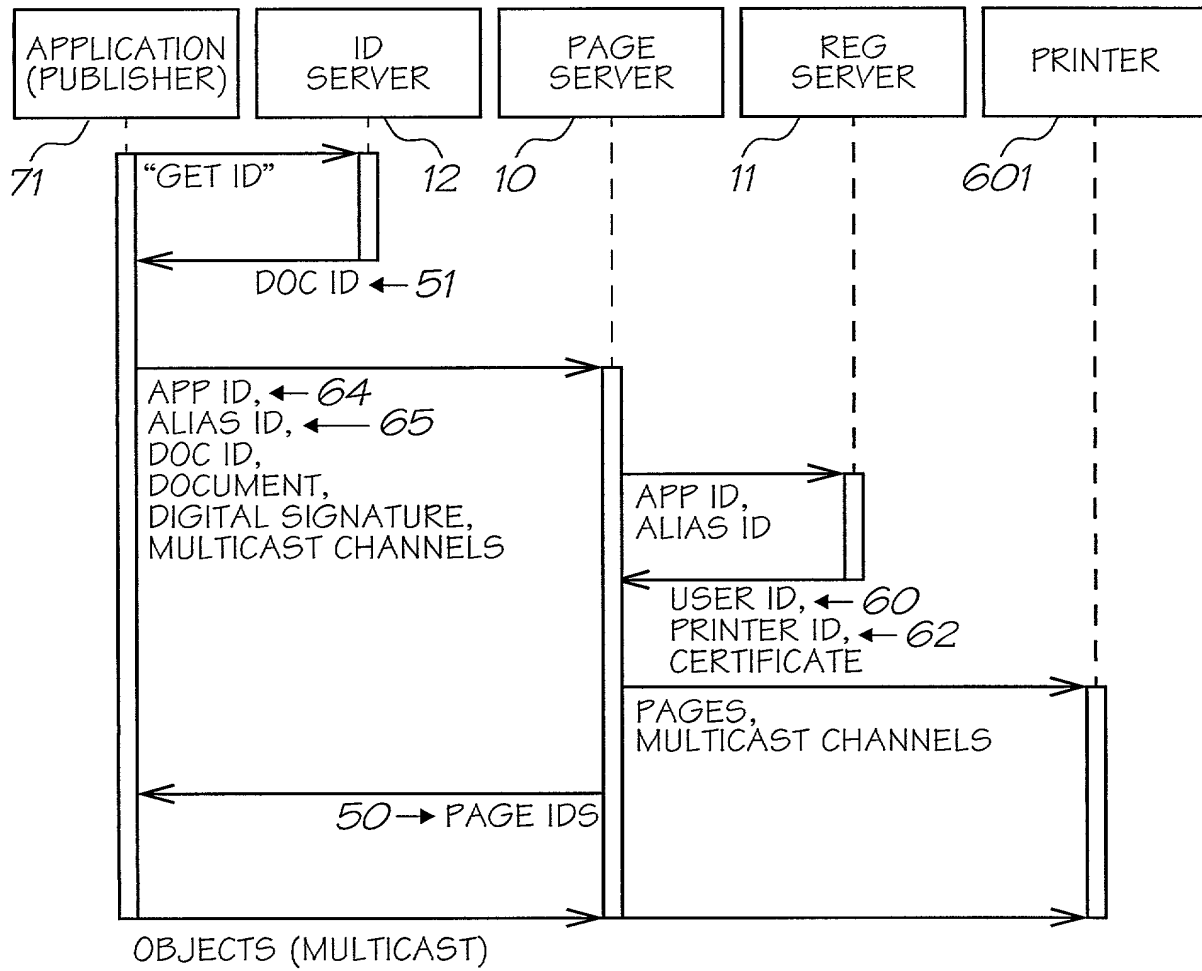 APPLICATION
(PUBLISHER)
ID
SERVER
PAGE
SERVER
REG
SERVER
PRINTER
71
12
10
11
601
"GET ID"
DOC ID 51
APP ID, 64
ALIAS ID, 65
DOC ID,
DOCUMENT,
DIGITAL SIGNATURE,
MULTICAST CHANNELS
APP ID,
ALIAS ID
USER ID, 60
PRINTER ID, 62
CERTIFICATE
PAGES,
MULTICAST CHANNELS
50 PAGE IDS
OBJECTS (MULTICAST)